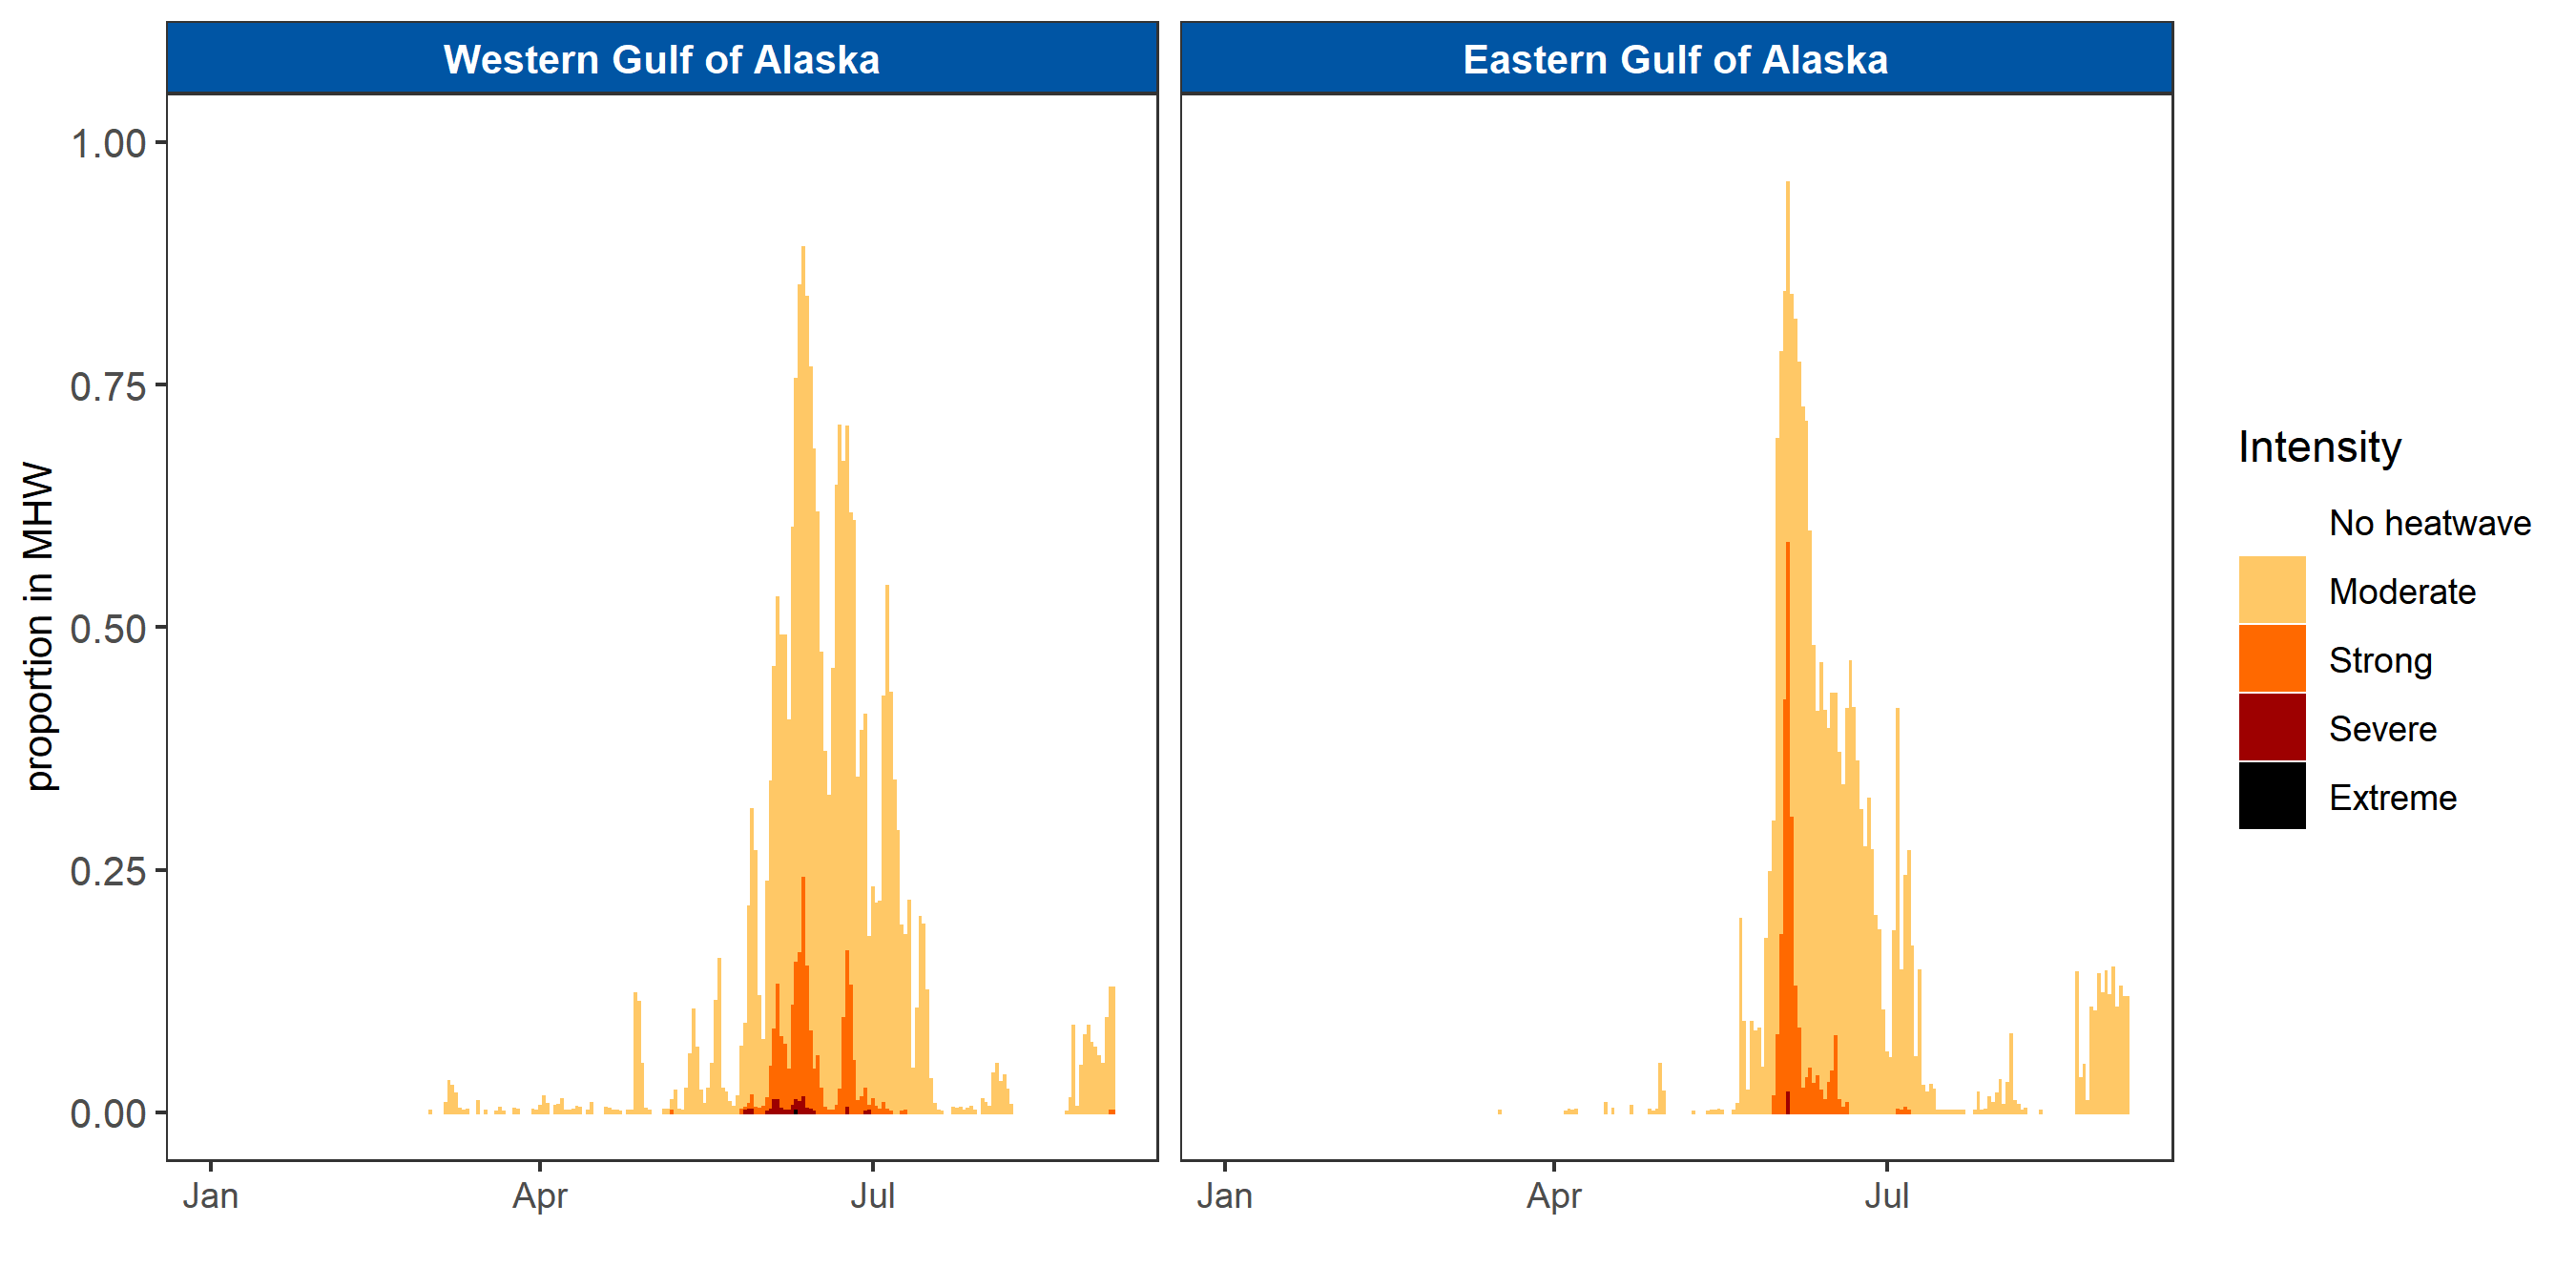 Western Gulf of Alaska
Eastern Gulf of Alaska
proportion in MHW
1.00
0.75
0.50
0.25
0.00
Jan
Apr
Jul
Jan
Apr
Jul
Intensity
No heatwave
Moderate
Strong
Severe
Extreme